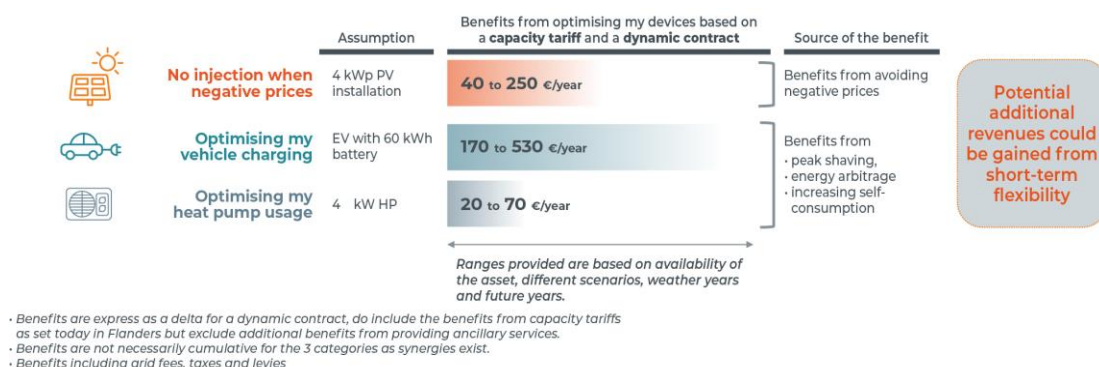 Assumption
Benefits from optimising my devices based on
a capacity tariff and a dynamic contract
Source of the benefit
No injection when
negative prices
4 kWp PV
installation
40 to 250 €/year
Benefits from avoiding
negative prices
Optimising my
vehicle charging
EV with 60 kWh
battery
170 to 530 €/year
Benefits from
• peak shaving,
• energy arbitrage
• increasing self-
consumption
Optimising my
heat pump usage
4 kW HP
20 to 70 €/year
Potential
additional
revenues could
be gained from
short-term
flexibility
Ranges provided are based on availability of
the asset, different scenarios, weather years
and future years.
• Benefits are express as a delta for a dynamic contract, do include the benefits from capacity tariffs
as set today in Flanders but exclude additional benefits from providing ancillary services.
• Benefits are not necessarily cumulative for the 3 categories as synergies exist.
• Benefits including grid fees, taxes and levies